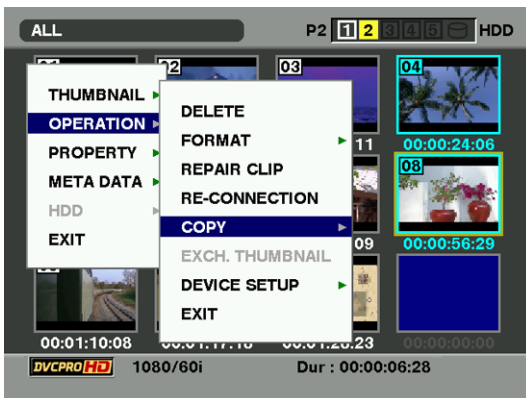 ALL P2 1 2 3 4 5 HDD
02 03 04
THUMBNAIL
OPERATION
PROPERTY
META DATA
HDD
EXIT
DELETE
FORMAT
REPAIR CLIP
RE-CONNECTION
COPY
EXCH. THUMBNAIL
DEVICE SETUP
EXIT
11 00:00:24:06
08
09 00:00:56:29
00:01:10:08 00:00:00:00
DVCPRO HD 1080/60i Dur : 00:00:06:28